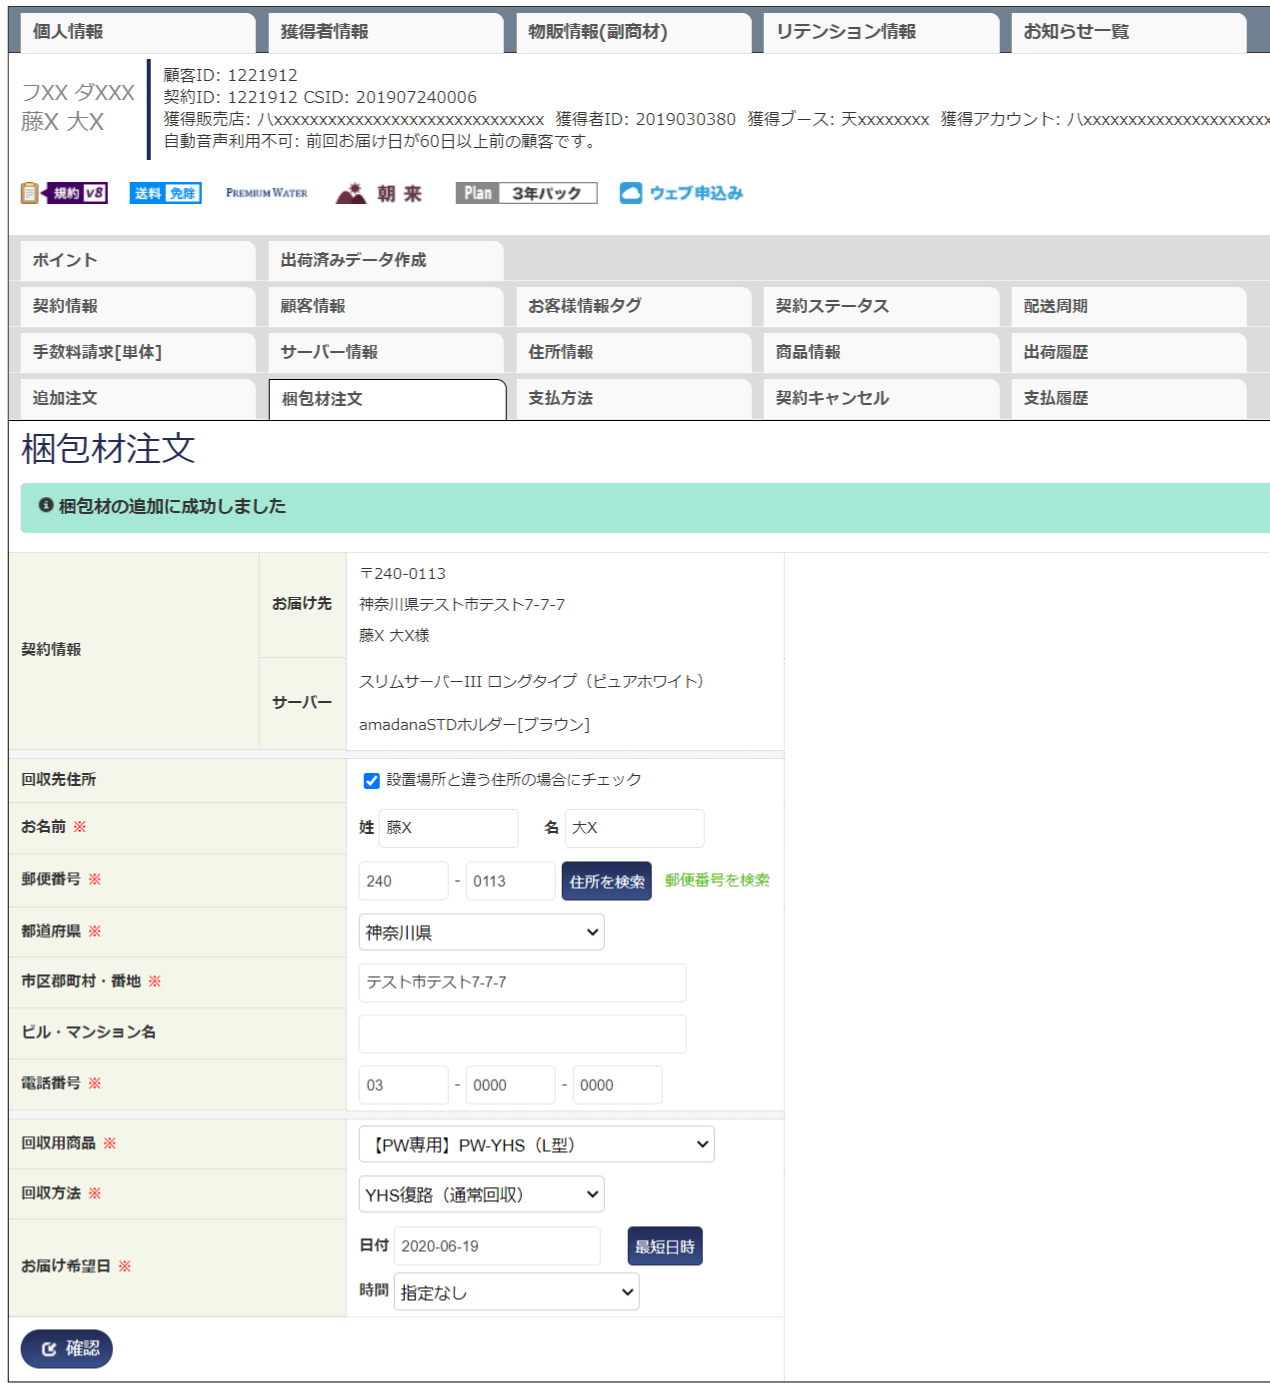 個人情報 獲得者情報 物販情報(副商材) リテンション情報 お知らせ一覧
フXX ダXXX
藤X 大X
顧客ID: 1221912
契約ID: 1221912 CSID: 201907240006
獲得販売店: 八xxxxxxxxxxxxxxxxxxxxxxxxxxxxxx 獲得者ID: 2019030380 獲得ブース: 天xxxxxxxx 獲得アカウント: 八xxxxxxxxxxxxxxxxxxxxx
自動音声利用不可: 前回お届け日が60日以上前の顧客です。
規約 v8 送料 免除 PREMIUM WATER 朝来 Plan 3年パック ウェブ申込み
ポイント 出荷済みデータ作成
契約情報 顧客情報 お客様情報タグ 契約ステータス 配送周期
手数料請求[単体] サーバー情報 住所情報 商品情報 出荷履歴
追加注文 梱包材注文 支払方法 契約キャンセル 支払履歴
梱包材注文
梱包材の追加に成功しました
契約情報
お届け先
〒240-0113
神奈川県テスト市テスト7-7-7
藤X 大X様
サーバー
スリムサーバーIII ロングタイプ（ピュアホワイト）
amadanaSTDホルダー[ブラウン]
回収先住所 設置場所と違う住所の場合にチェック
お名前 ※ 姓 藤X 名 大X
郵便番号 ※ 240 - 0113 住所を検索 郵便番号を検索
都道府県 ※ 神奈川県
市区郡町村・番地 ※ テスト市テスト7-7-7
ビル・マンション名
電話番号 ※ 03 - 0000 - 0000
回収用商品 ※ 【PW専用】PW-YHS（L型）
回収方法 ※ YHS復路（通常回収）
お届け希望日 ※ 日付 2020-06-19 最短日時
時間 指定なし
確認